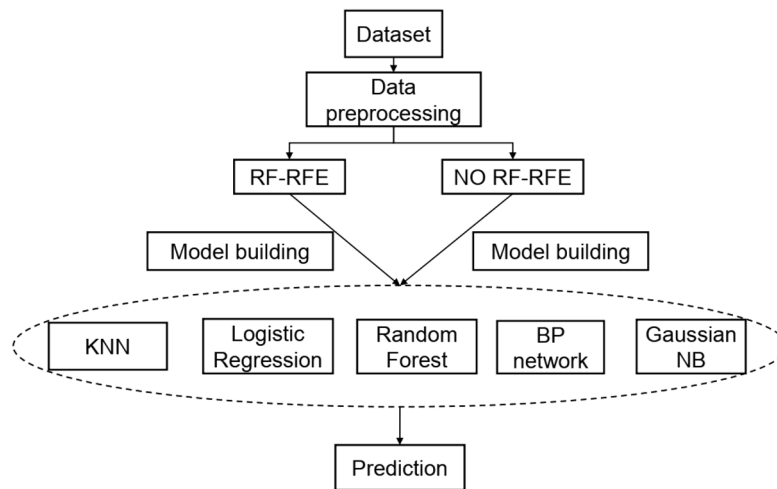 Dataset
Data
preprocessing
RF-RFE
NO RF-RFE
Model building
Model building
KNN
Logistic
Regression
Random
Forest
BP
network
Gaussian
NB
Prediction